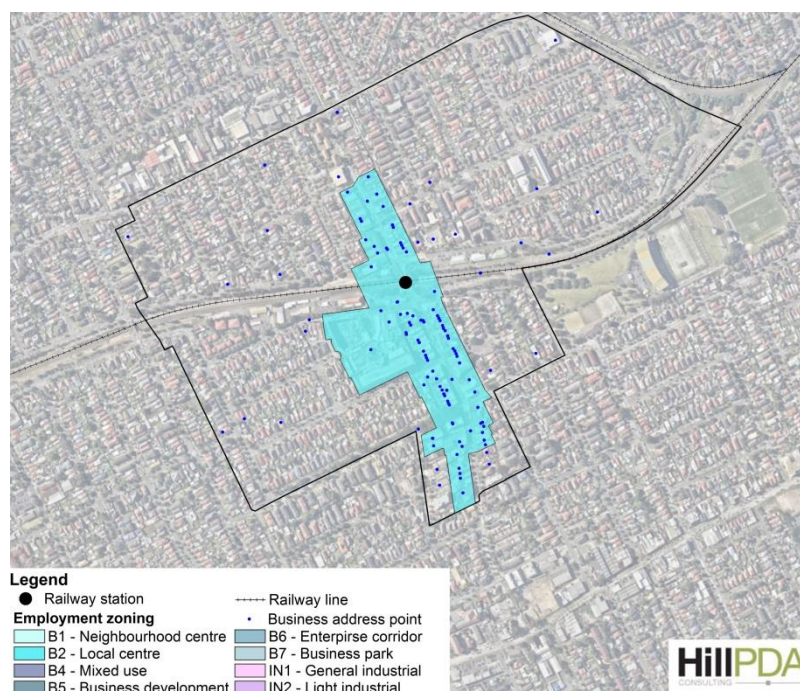 Legend
Railway station
Railway line
Employment zoning
Business address point
B1 - Neighbourhood centre
B6 - Enterpirse corridor
B2 - Local centre
B7 - Business park
B4 - Mixed use
IN1 - General industrial
B5 - Business development
IN2 - Light industrial
HillPDA
CONSULTING